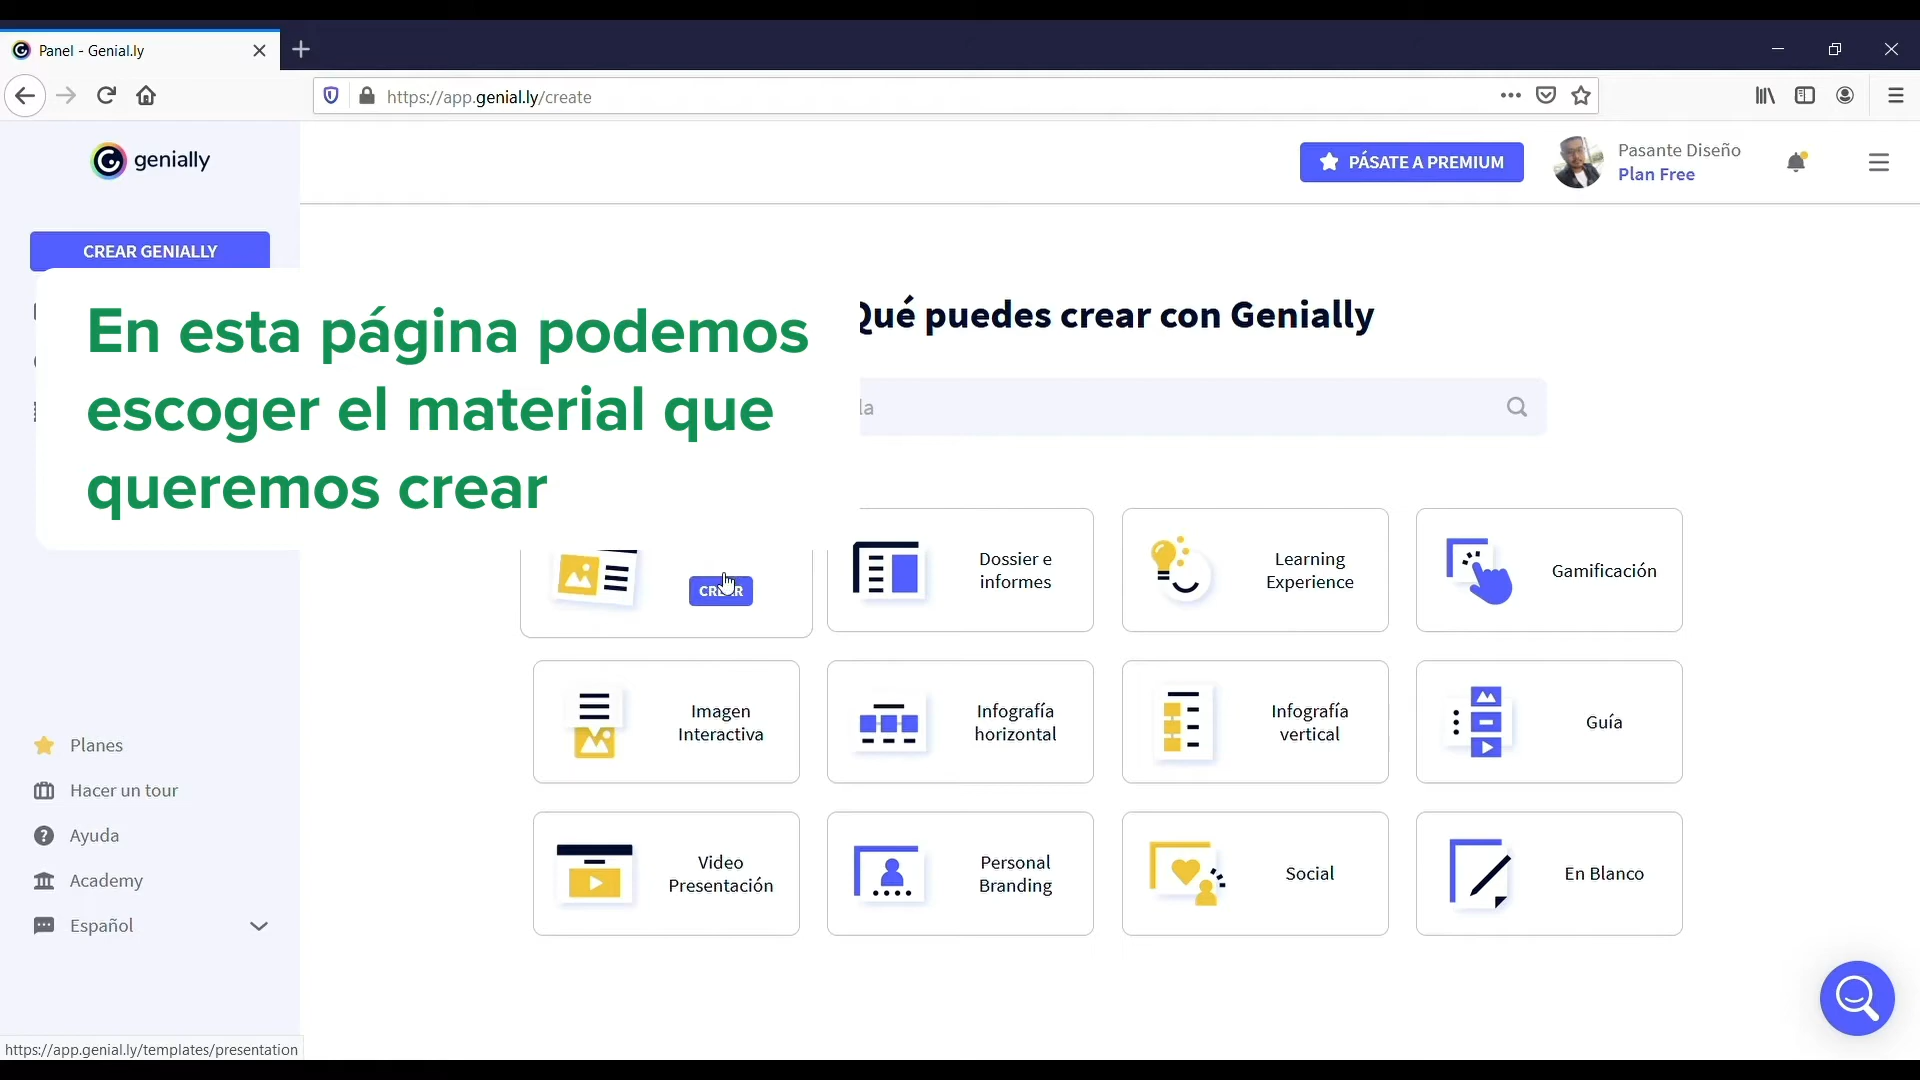 Panel - Genial.ly
https://app.genial.ly/create
genially
PÁSATE A PREMIUM
Pasante Diseño
Plan Free
CREAR GENIALLY
En esta página podemos
escoger el material que
queremos crear
Qué puedes crear con Genially
la
Dossier e
informes
Learning
Experience
Gamificación
Imagen
Interactiva
Infografía
horizontal
Infografía
vertical
Guía
Video
Presentación
Personal
Branding
Social
En Blanco
Planes
Hacer un tour
Ayuda
Academy
Español
https://app.genial.ly/templates/presentation